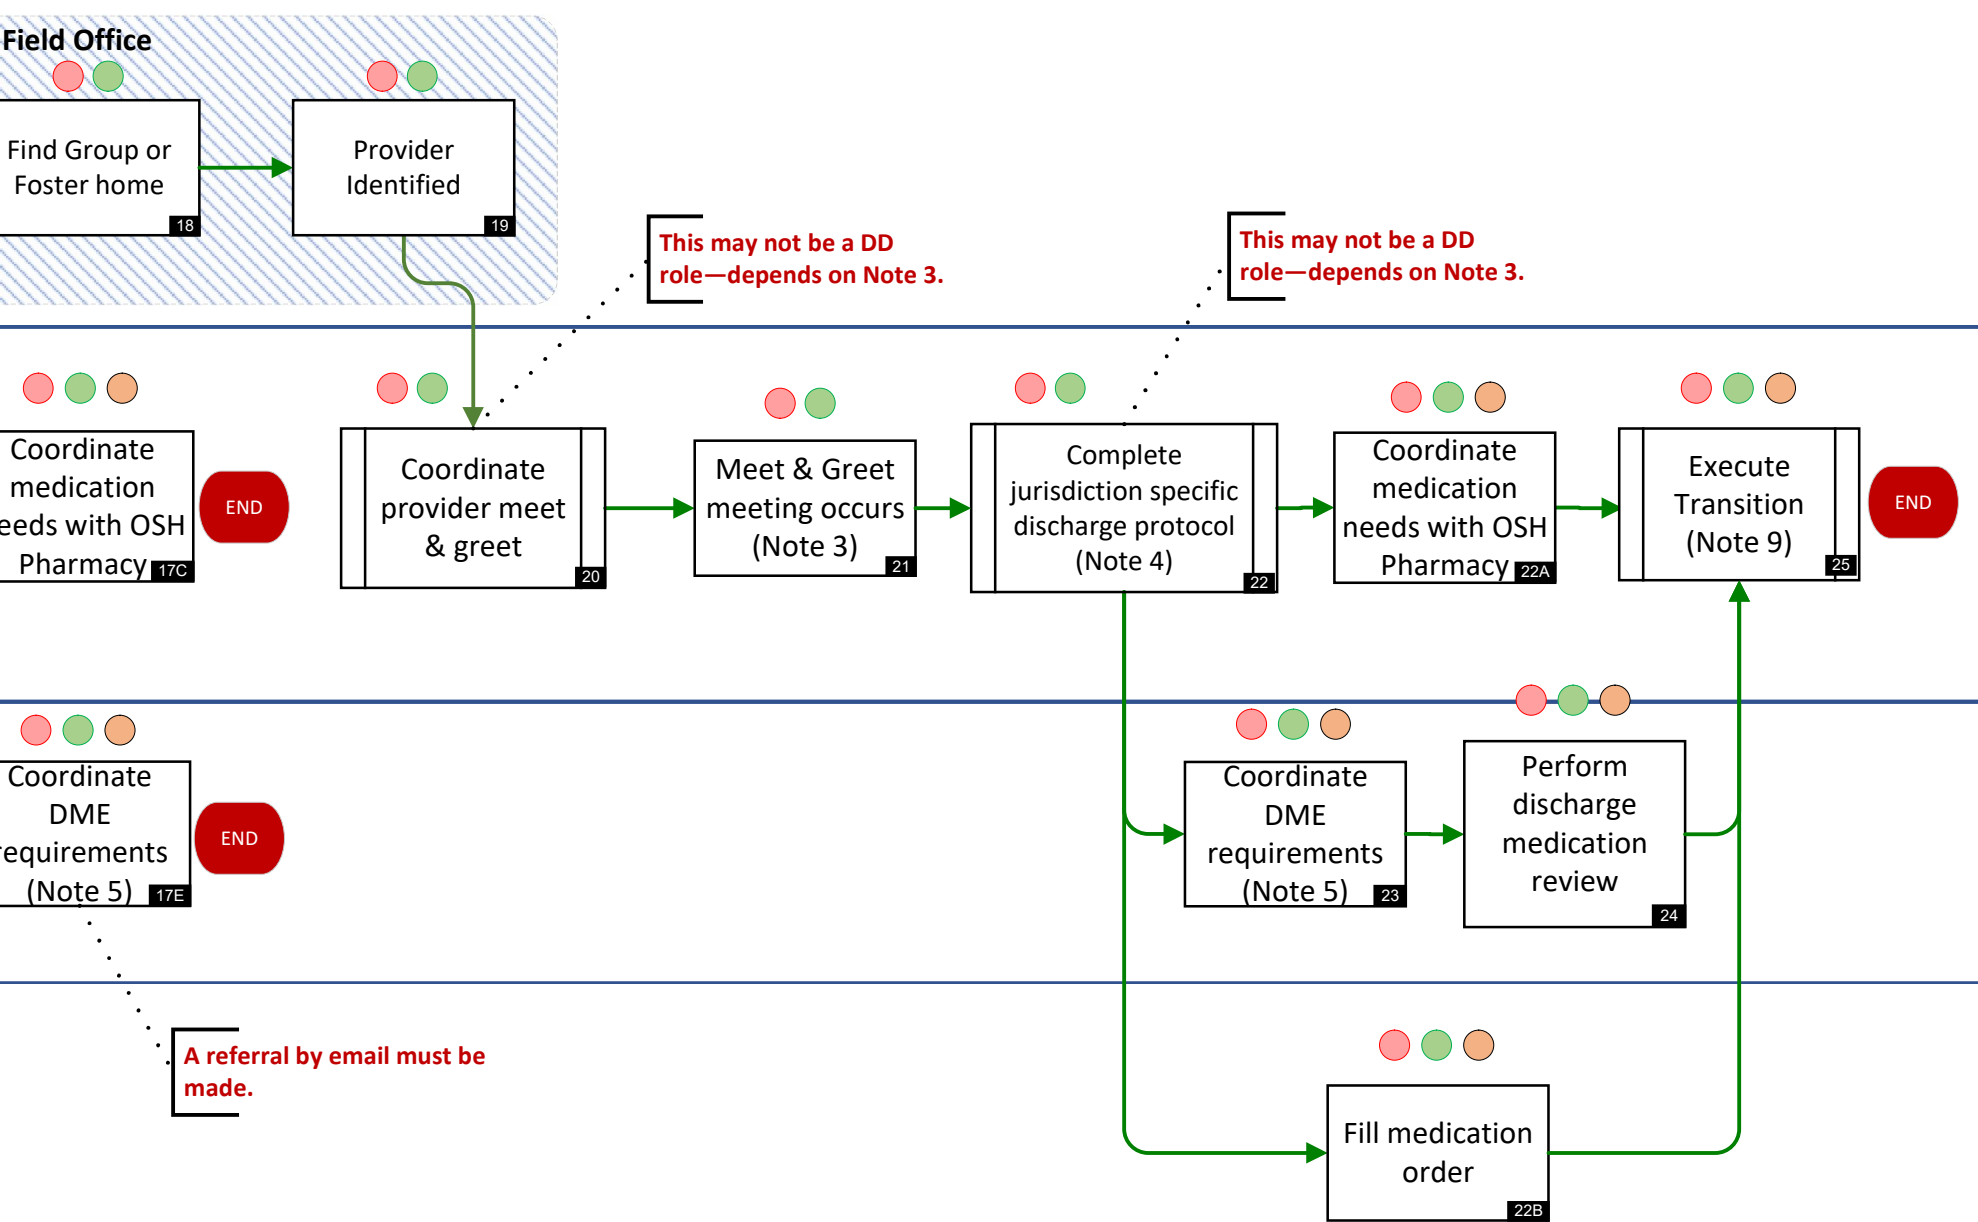 Field Office
Find Group or
Foster home
18
Provider
Identified
19
This may not be a DD
role—depends on Note 3.
This may not be a DD
role—depends on Note 3.
Coordinate
medication
eeds with OSH
Pharmacy
17C
END
Coordinate
provider meet
& greet
20
Meet & Greet
meeting occurs
(Note 3)
21
Complete
jurisdiction specific
discharge protocol
(Note 4)
22
Coordinate
medication
needs with OSH
Pharmacy
22A
Execute
Transition
(Note 9)
25
END
Coordinate
DME
requirements
(Note 5)
17E
END
Coordinate
DME
requirements
(Note 5)
23
Perform
discharge
medication
review
24
A referral by email must be
made.
Fill medication
order
22B